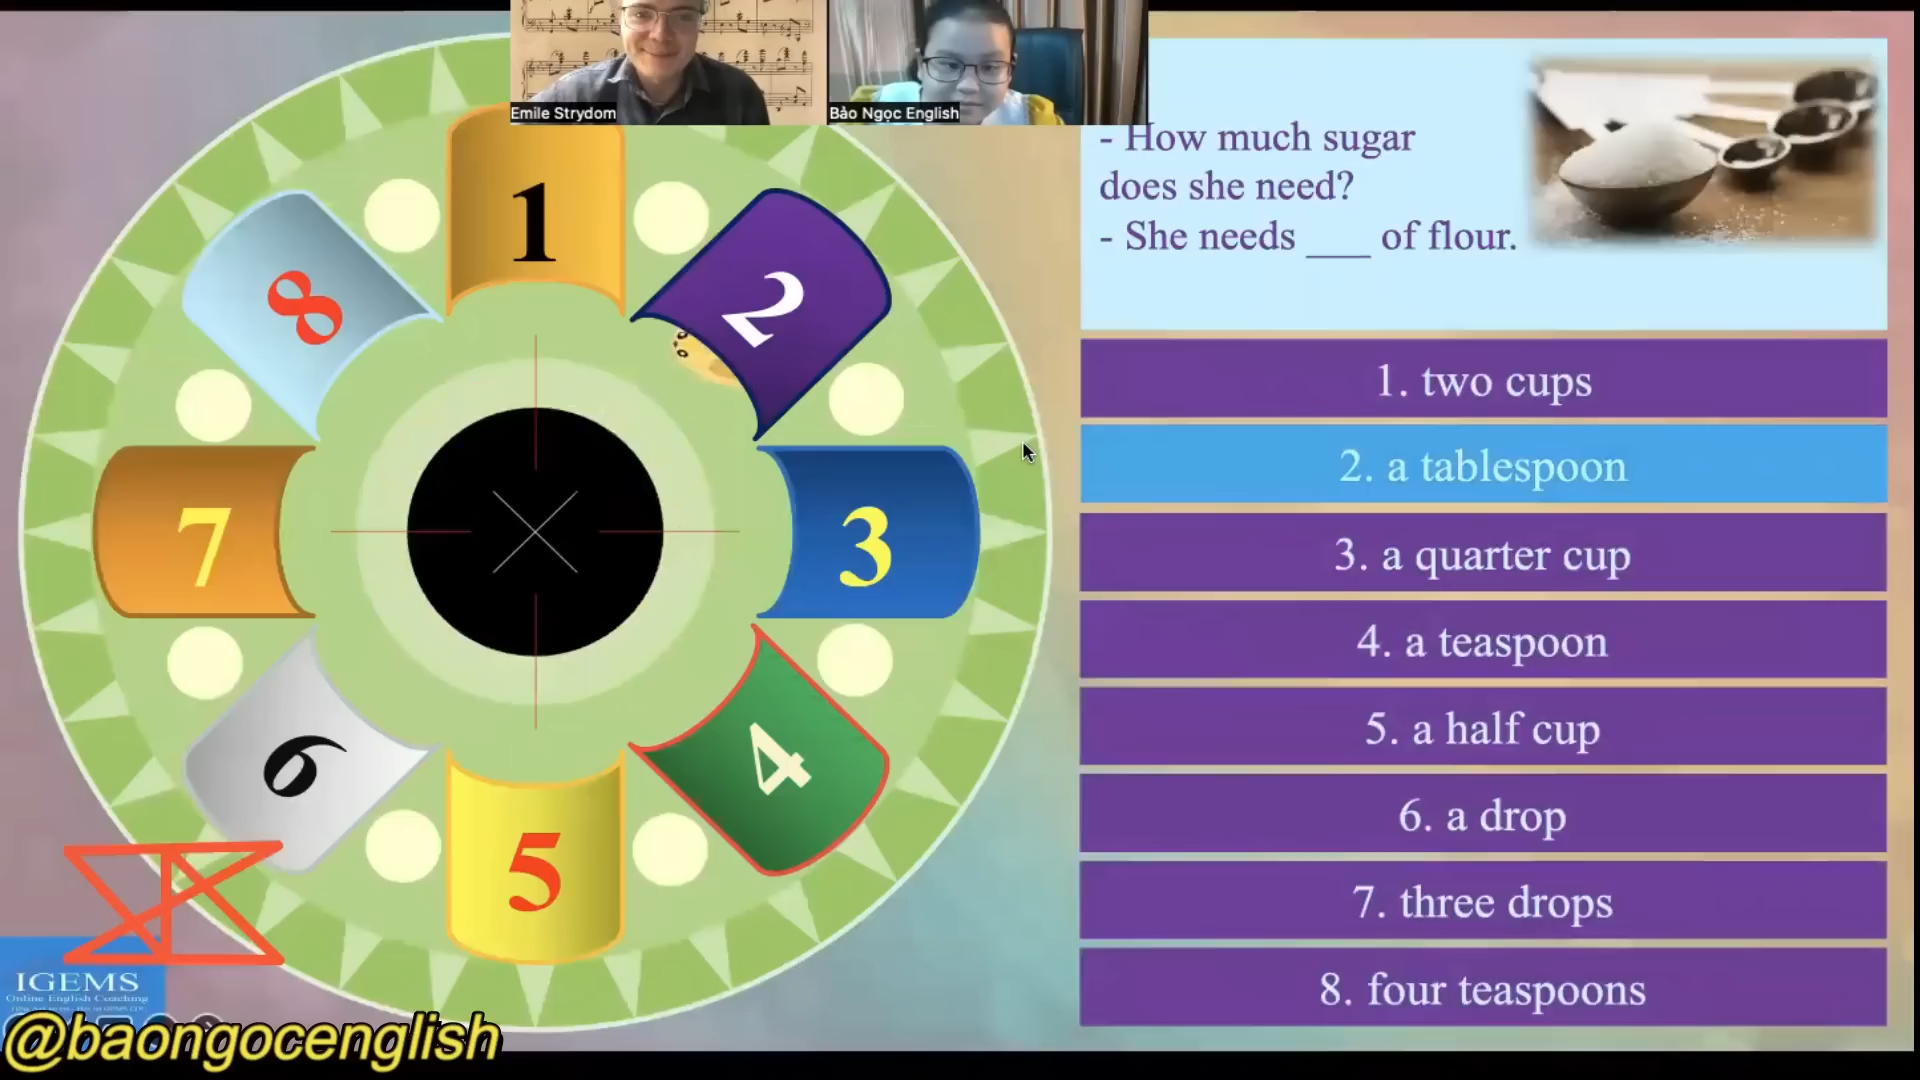 Emile Strydom
Bảo Ngọc English
- How much sugar
does she need?
- She needs ___ of flour.
1
2
3
4
5
6
7
8
1. two cups
2. a tablespoon
3. a quarter cup
4. a teaspoon
5. a half cup
6. a drop
7. three drops
8. four teaspoons
IGEMS
Online English Coaching
@baongocenglish